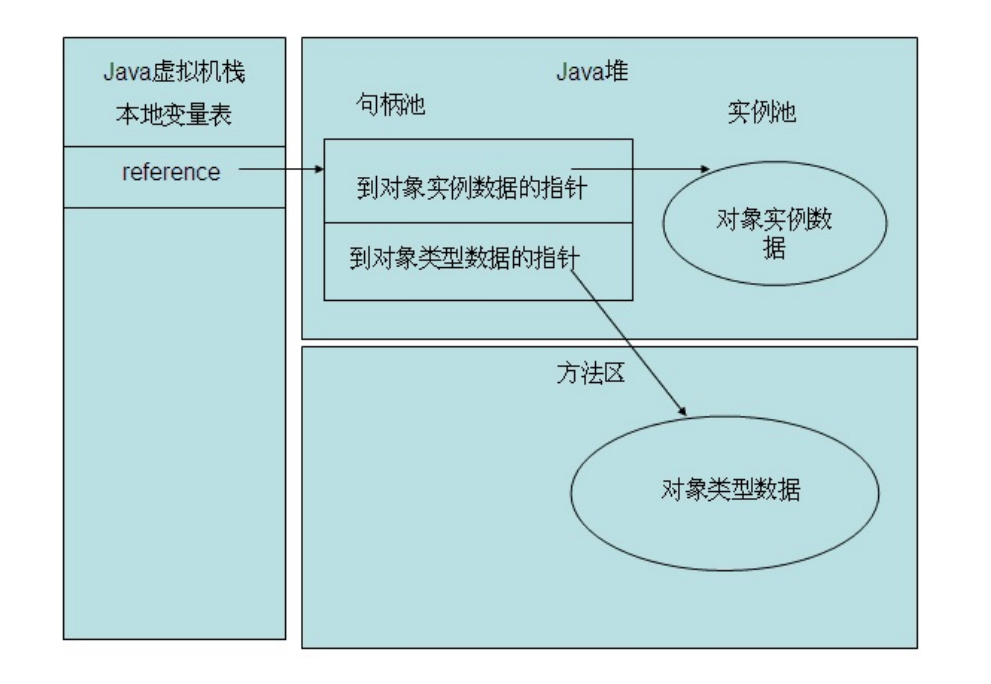 Java虚拟机栈
本地变量表
reference
Java堆
句柄池
实例池
到对象实例数据的指针
到对象类型数据的指针
对象实例数
据
方法区
对象类型数据